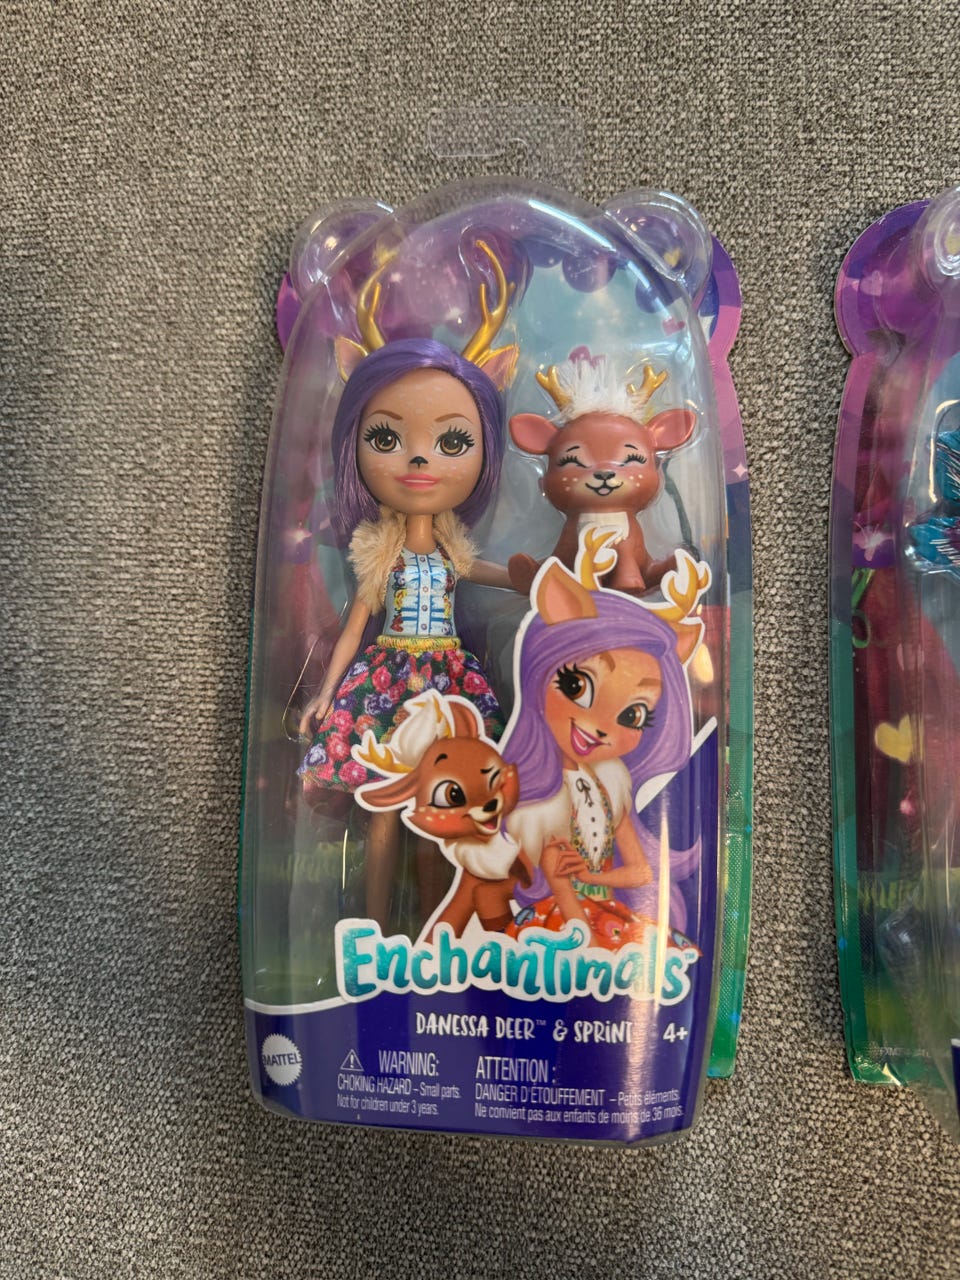 Enchantimals™
DANESSA DEER™ & SPRINT 4+
MATTEL
WARNING:
CHOKING HAZARD – Small parts.
Not for children under 3 years.
ATTENTION :
DANGER D'ÉTOUFFEMENT – Petits éléments.
Ne convient pas aux enfants de moins de 36 mois.